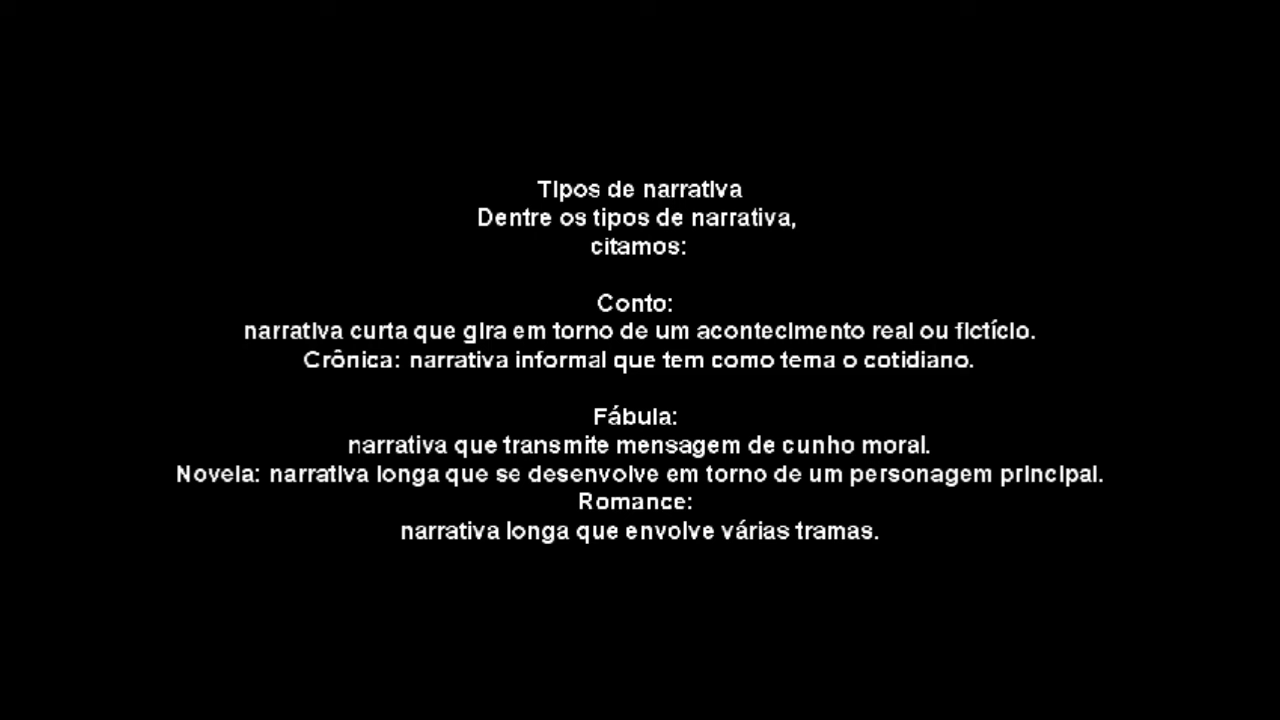 Tipos de narrativa
Dentre os tipos de narrativa,
citamos:
Conto:
narrativa curta que gira em torno de um acontecimento real ou fictício.
Crônica: narrativa informal que tem como tema o cotidiano.
Fábula:
narrativa que transmite mensagem de cunho moral.
Novela: narrativa longa que se desenvolve em torno de um personagem principal.
Romance:
narrativa longa que envolve várias tramas.